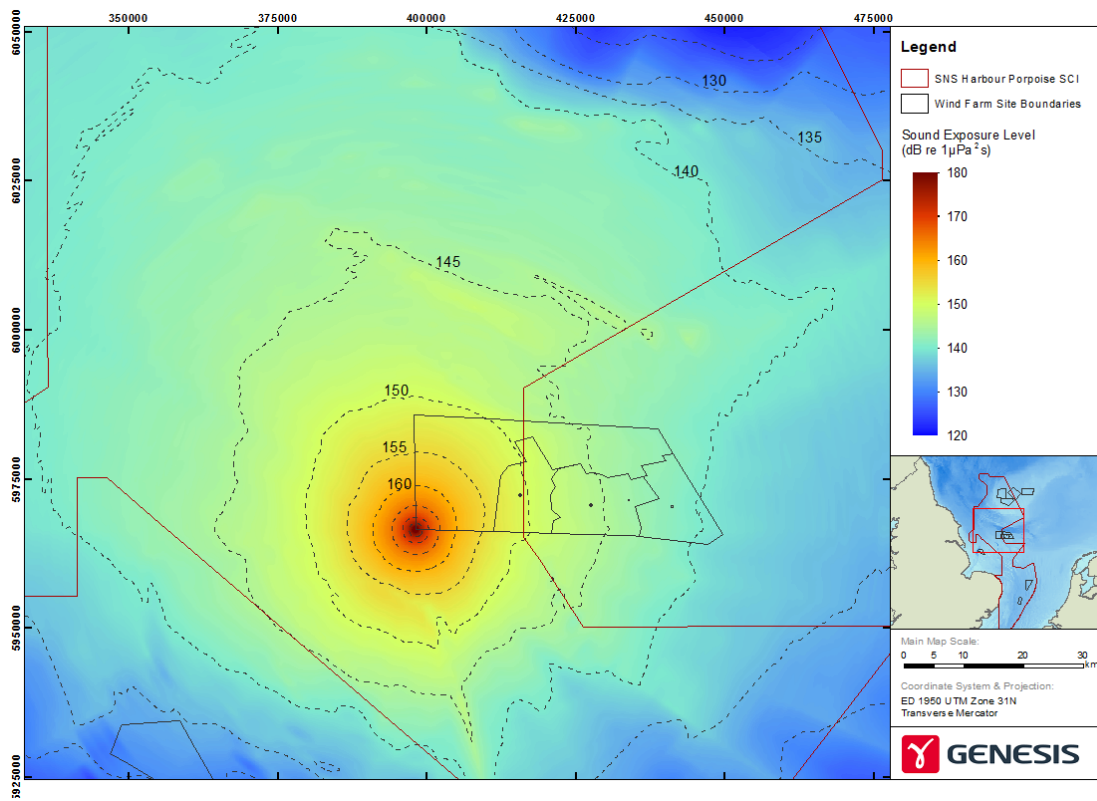 350000 375000 400000 425000 450000 475000
6050000
6025000
6000000
5975000
5950000
5925000
130
135
140
145
150
155
160
Legend
SNS Harbour Porpoise SCI
Wind Farm Site Boundaries
Sound Exposure Level
(dB re 1µPa²s)
180
170
160
150
140
130
120
Main Map Scale:
0 5 10 20 30
km
Coordinate System & Projection:
ED 1950 UTM Zone 31N
Transverse Mercator
GENESIS